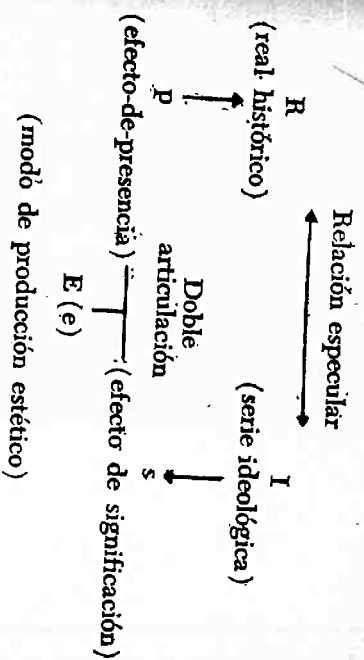 Relación especular
R
(real histórico)
I
(serie ideológica)
P
s
(efecto-de-presencia)
Doble
articulación
(efecto de significación)
E (e)
(modo de producción estético)